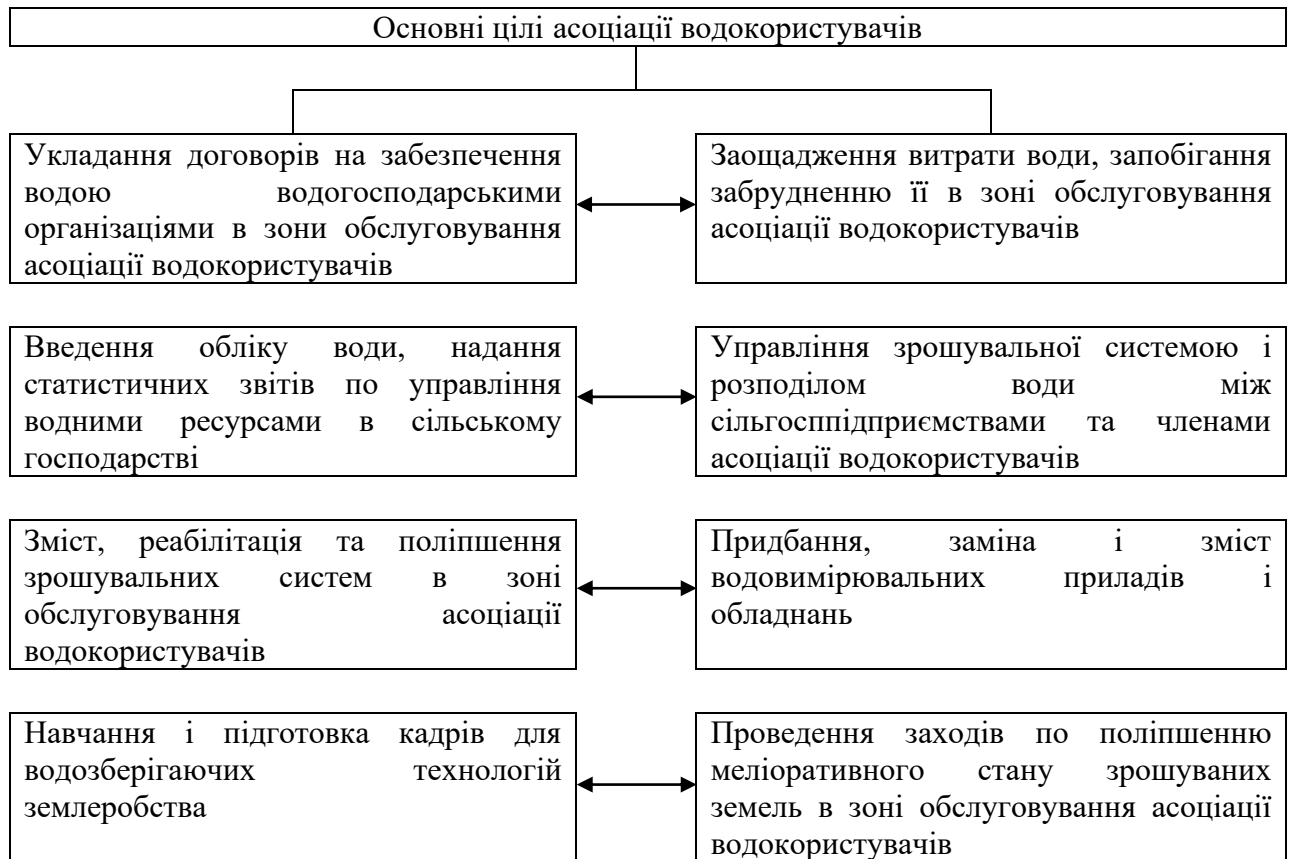 Основні цілі асоціації водокористувачів
Укладання договорів на забезпечення
водою водогосподарськими
організаціями в зони обслуговування
асоціації водокористувачів
Заощадження витрати води, запобігання
забрудненню її в зоні обслуговування
асоціації водокористувачів
Введення обліку води, надання
статистичних звітів по управління
водними ресурсами в сільському
господарстві
Управління зрошувальної системою і
розподілом води між
сільгосппідприємствами та членами
асоціації водокористувачів
Зміст, реабілітація та поліпшення
зрошувальних систем в зоні
обслуговування асоціації
водокористувачів
Придбання, заміна і зміст
водовимірювальних приладів і
обладнань
Навчання і підготовка кадрів для
водозберігаючих технологій
землеробства
Проведення заходів по поліпшенню
меліоративного стану зрошуваних
земель в зоні обслуговування асоціації
водокористувачів